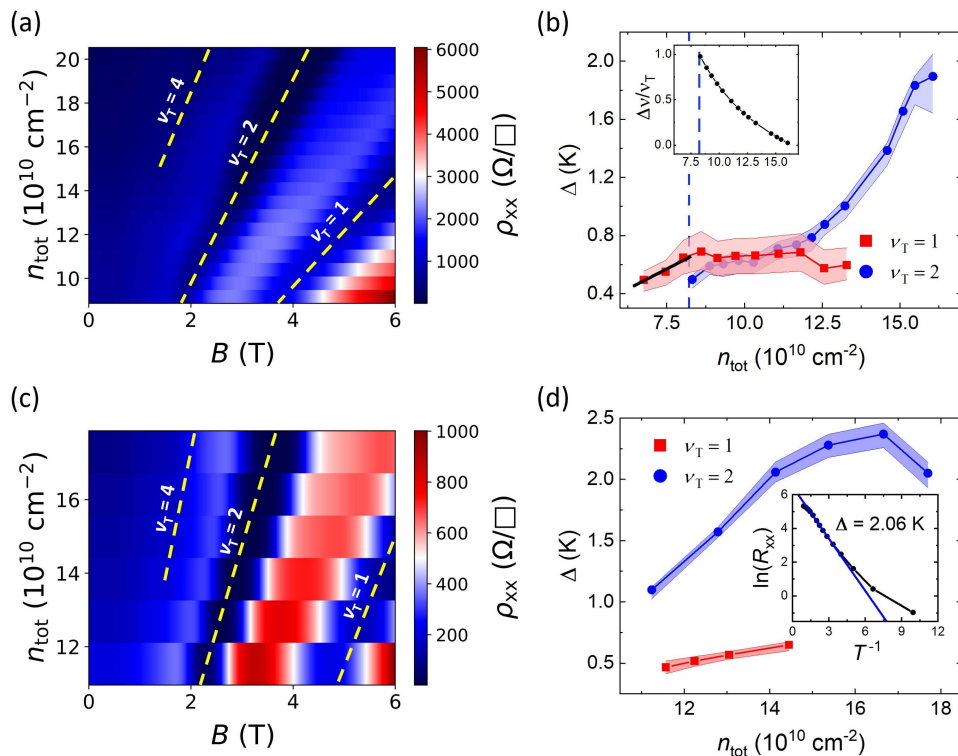 (a)
n_tot (10^10 cm^-2)
20
18
16
14
12
10
0
2
4
6
B (T)
ν_T = 4
ν_T = 2
ν_T = 1
6000
5000
4000
3000
2000
1000
ρ_xx (Ω/□)
(b)
Δ (K)
2.0
1.6
1.2
0.8
0.4
7.5
10.0
12.5
15.0
n_tot (10^10 cm^-2)
Δν/ν_T
1.0
0.5
0.0
7.5
10.0
12.5
15.0
ν_T = 1
ν_T = 2
(c)
n_tot (10^10 cm^-2)
16
14
12
0
2
4
6
B (T)
ν_T = 4
ν_T = 2
ν_T = 1
1000
800
600
400
200
0
ρ_xx (Ω/□)
(d)
Δ (K)
2.5
2.0
1.5
1.0
0.5
0.0
12
14
16
18
n_tot (10^10 cm^-2)
ν_T = 1
ν_T = 2
ln(R_xx)
6
4
2
0
0
3
6
9
12
T^-1
Δ = 2.06 K